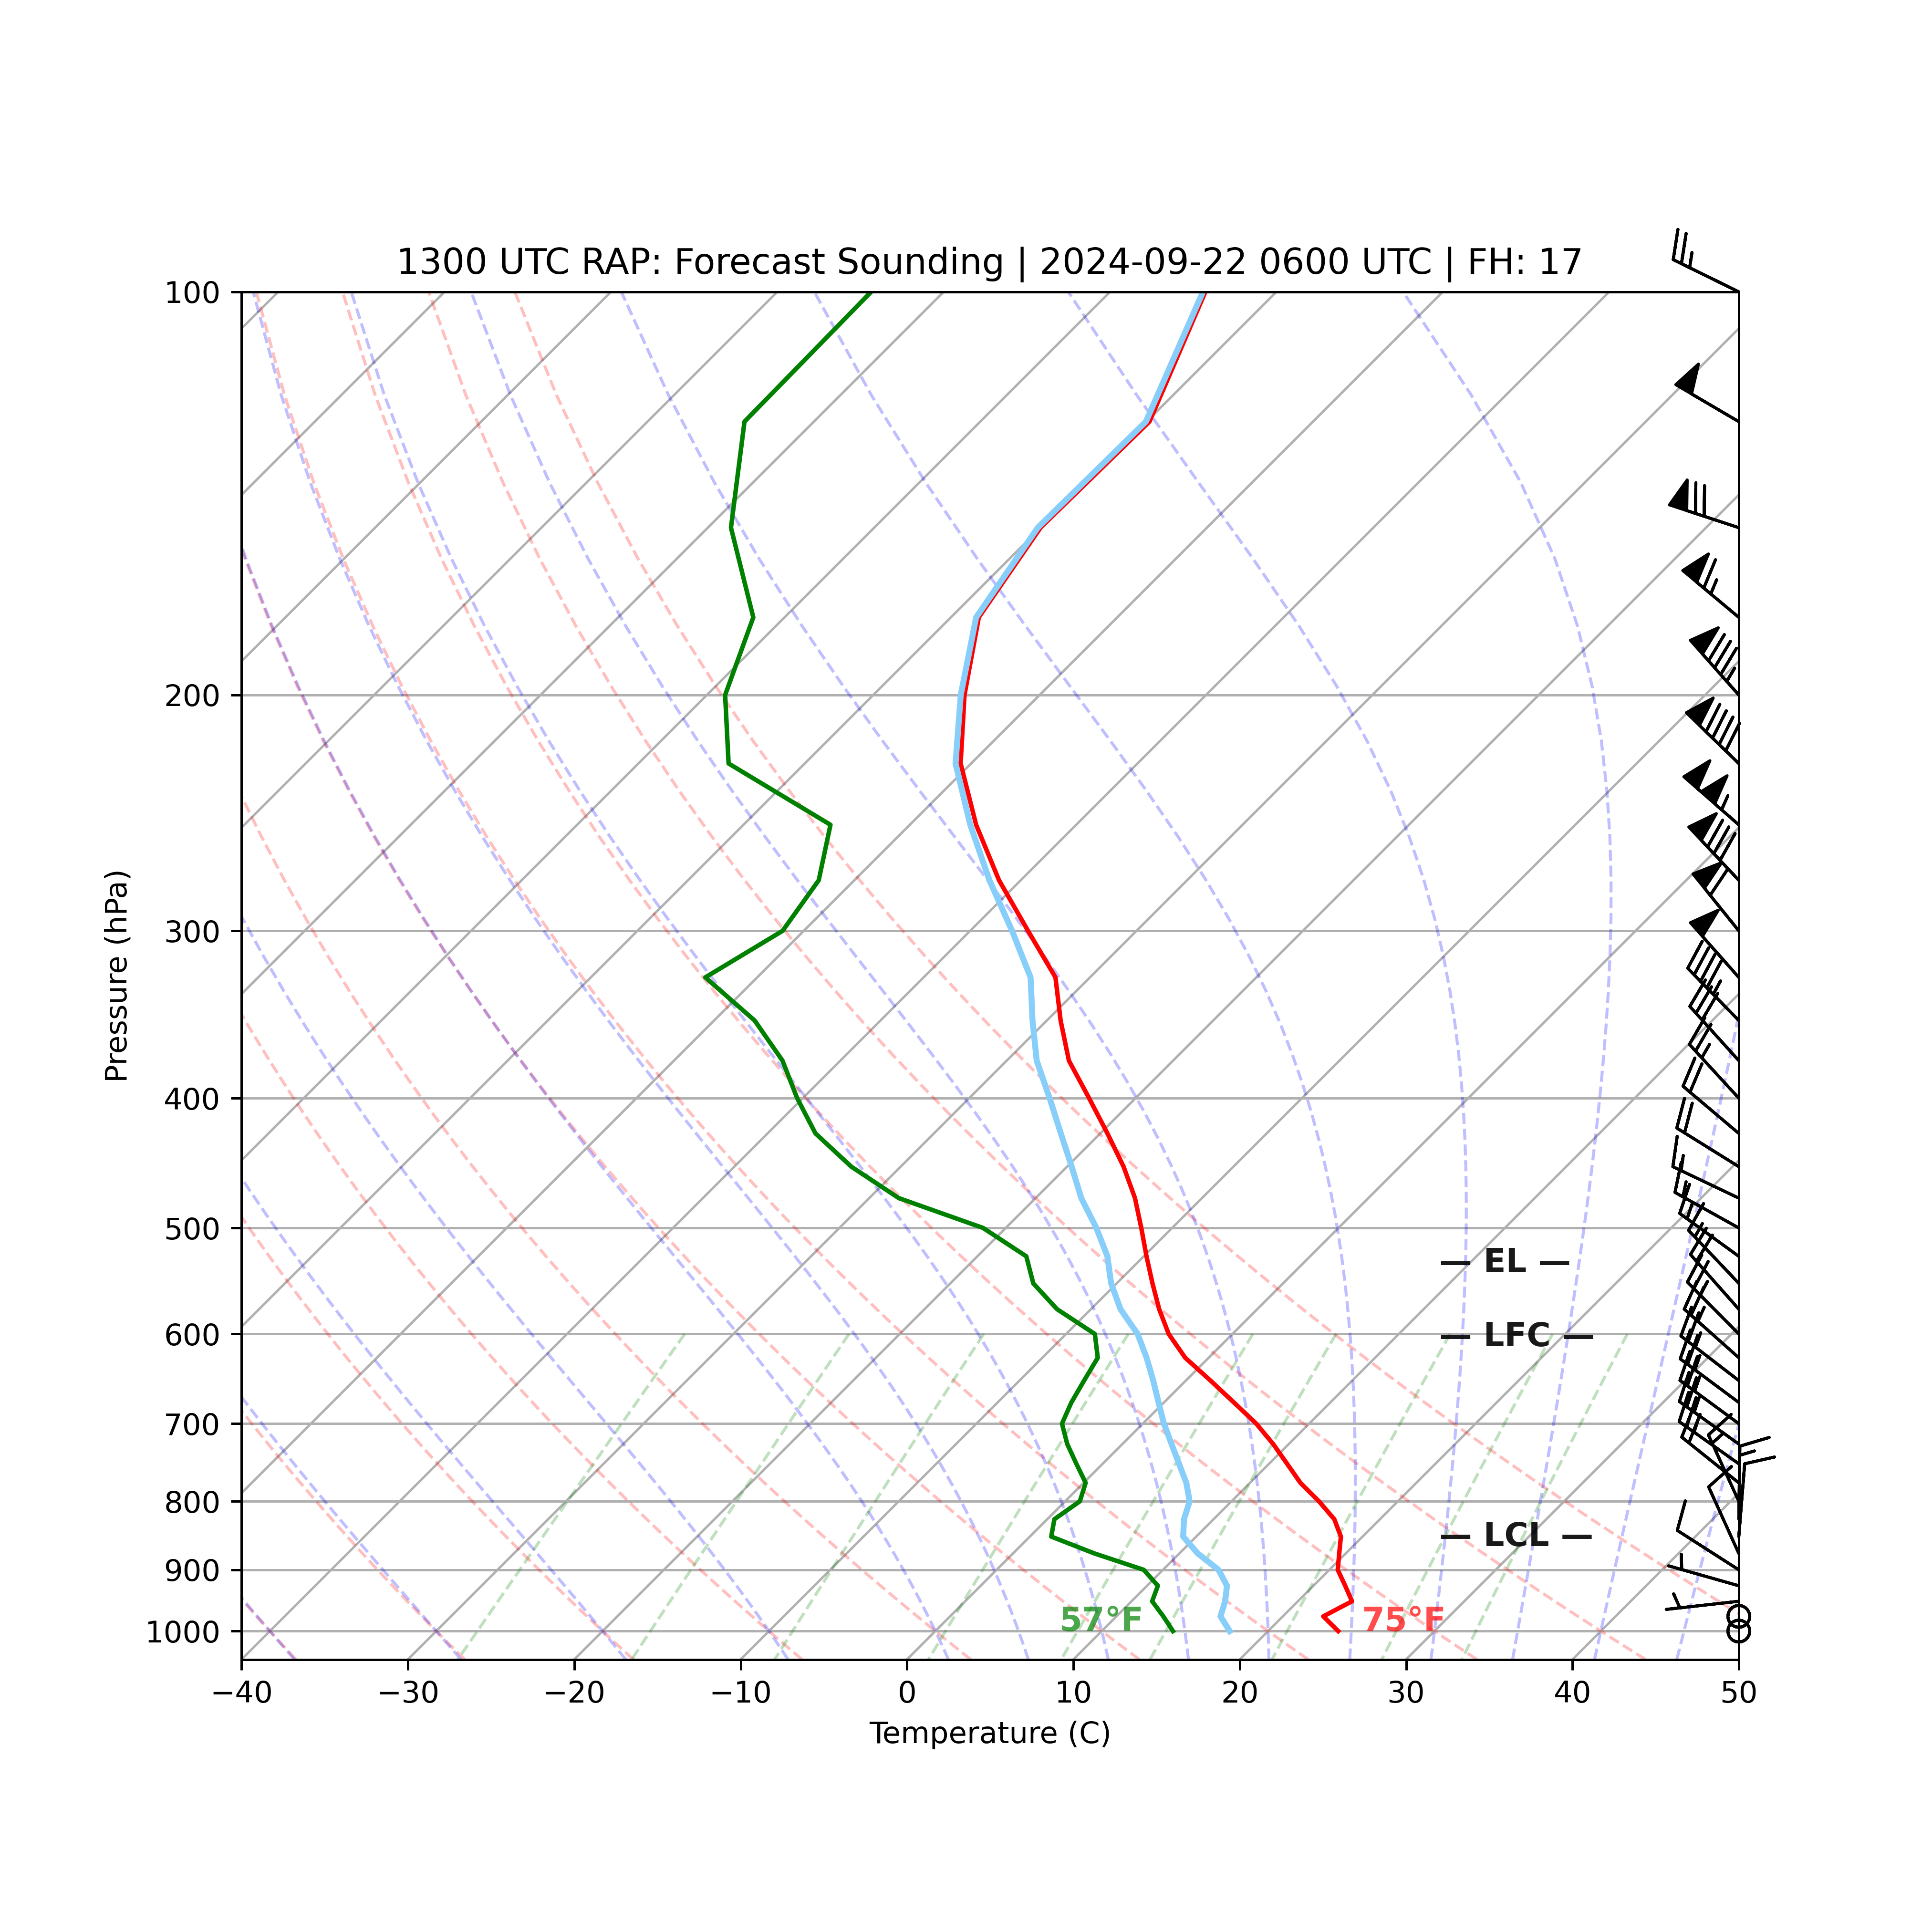 1300 UTC RAP: Forecast Sounding | 2024-09-22 0600 UTC | FH: 17
100
200
300
400
500
600
700
800
900
1000
Pressure (hPa)
— EL —
— LFC —
— LCL —
57°F
75°F
−40 −30 −20 −10 0 10 20 30 40 50
Temperature (C)